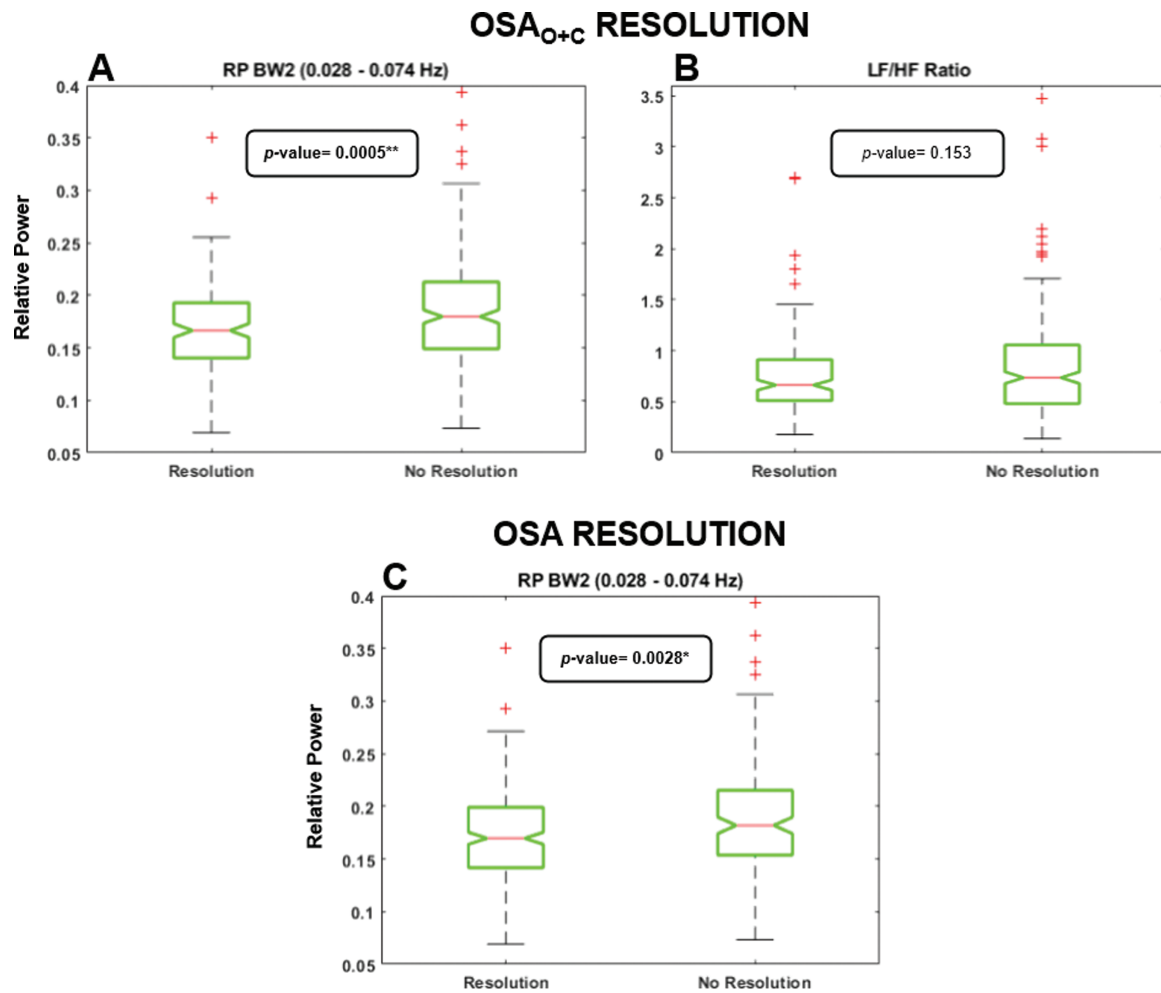 OSAO+C RESOLUTION
A
RP BW2 (0.028 - 0.074 Hz)
0.4
0.35
0.3
0.25
0.2
0.15
0.1
0.05
Relative Power
p-value= 0.0005**
Resolution
No Resolution
B
LF/HF Ratio
3.5
3
2.5
2
1.5
1
0.5
0
p-value= 0.153
Resolution
No Resolution
OSA RESOLUTION
C
RP BW2 (0.028 - 0.074 Hz)
0.4
0.35
0.3
0.25
0.2
0.15
0.1
0.05
Relative Power
p-value= 0.0028*
Resolution
No Resolution